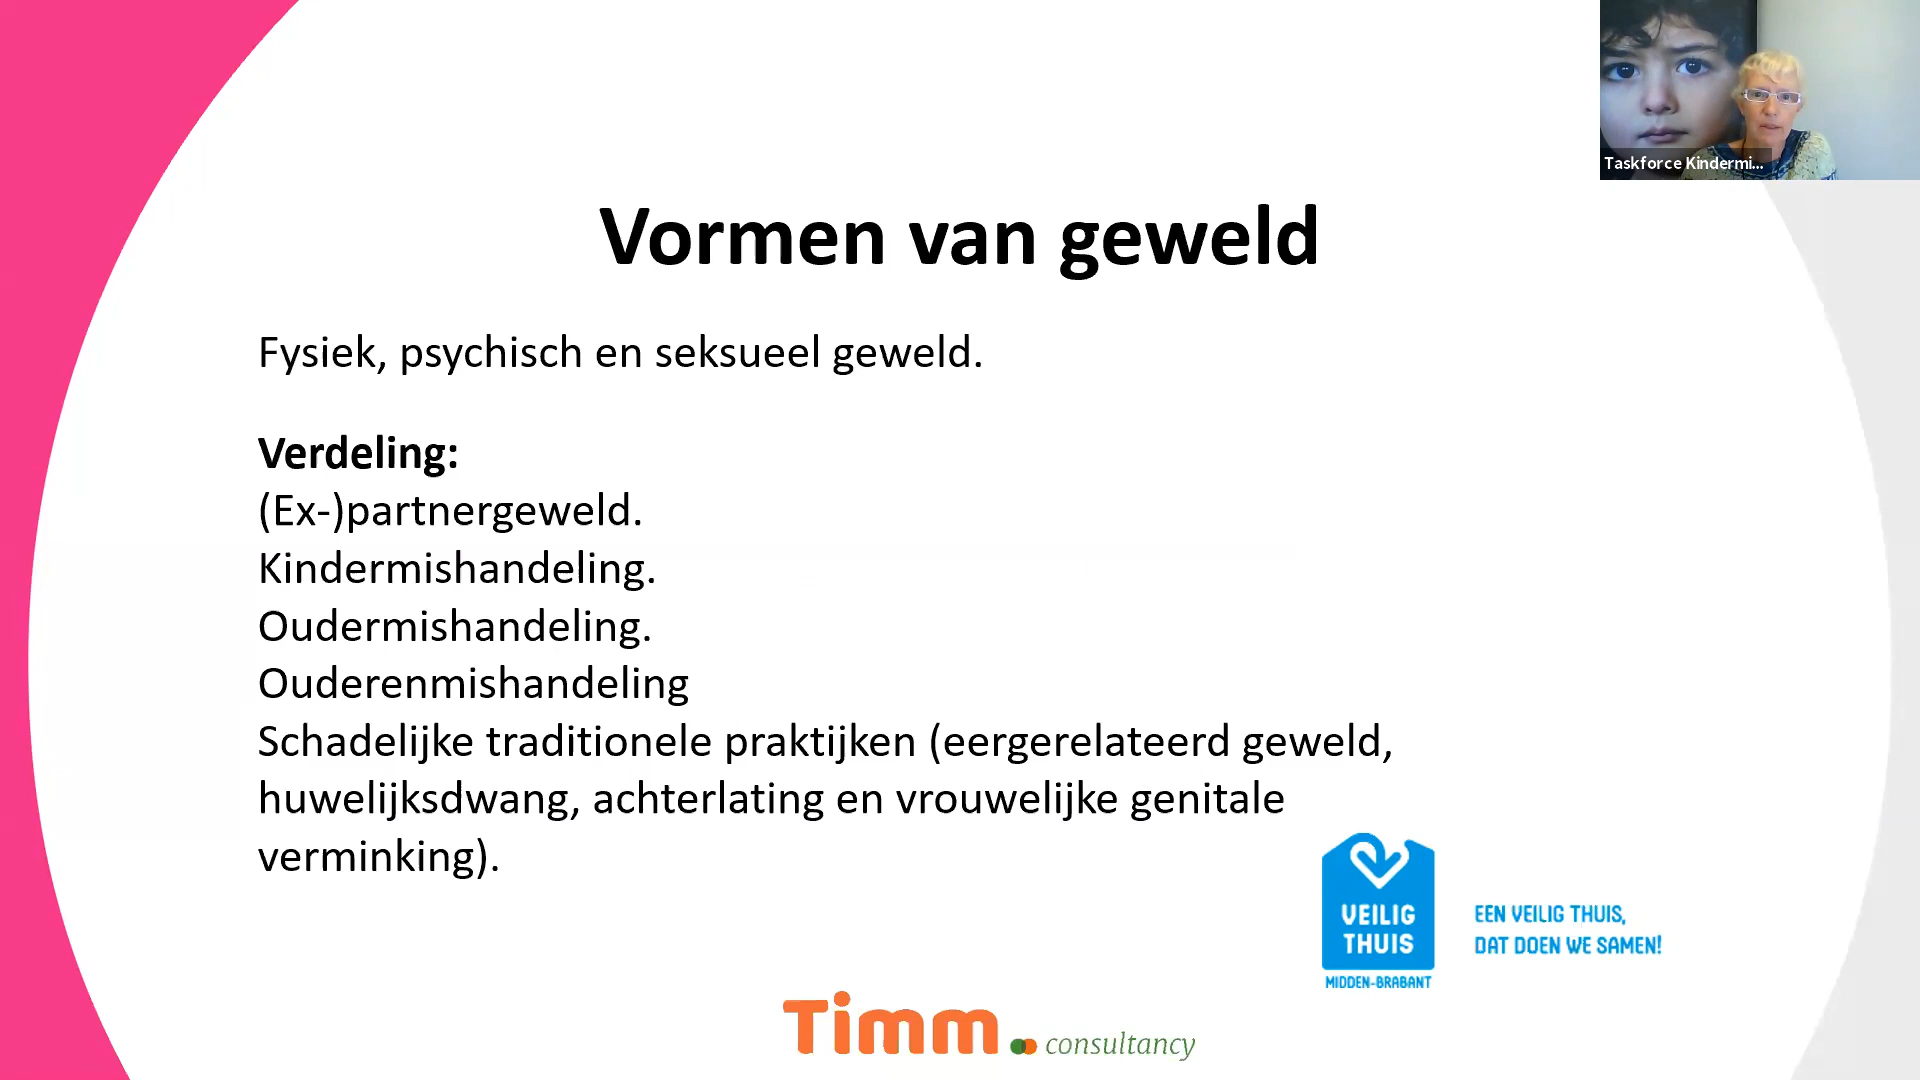 Taskforce Kindermi...
Vormen van geweld
Fysiek, psychisch en seksueel geweld.
Verdeling:
(Ex-)partnergeweld.
Kindermishandeling.
Oudermishandeling.
Ouderenmishandeling
Schadelijke traditionele praktijken (eergerelateerd geweld,
huwelijksdwang, achterlating en vrouwelijke genitale
verminking).
VEILIG
THUIS
MIDDEN-BRABANT
EEN VEILIG THUIS,
DAT DOEN WE SAMEN!
Timm consultancy